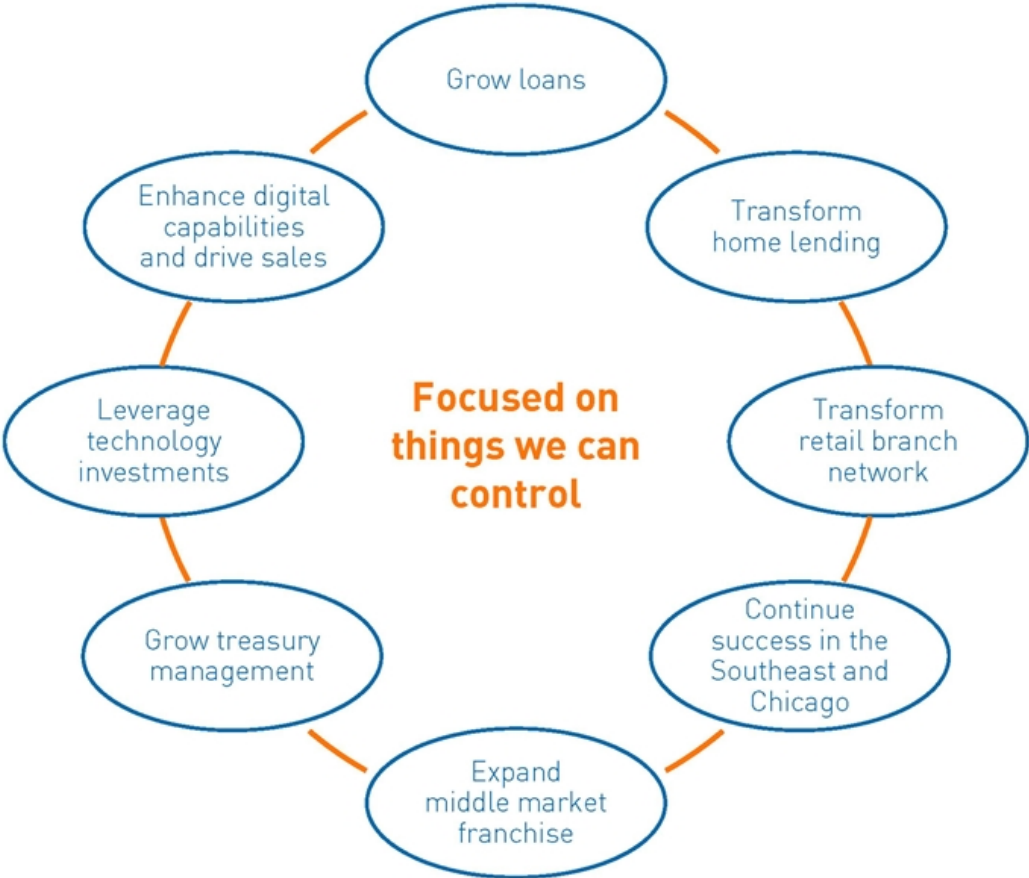 Grow loans
Transform
home lending
Transform
retail branch
network
Continue
success in the
Southeast and
Chicago
Expand
middle market
franchise
Grow treasury
management
Leverage
technology
investments
Enhance digital
capabilities
and drive sales
Focused on
things we can
control